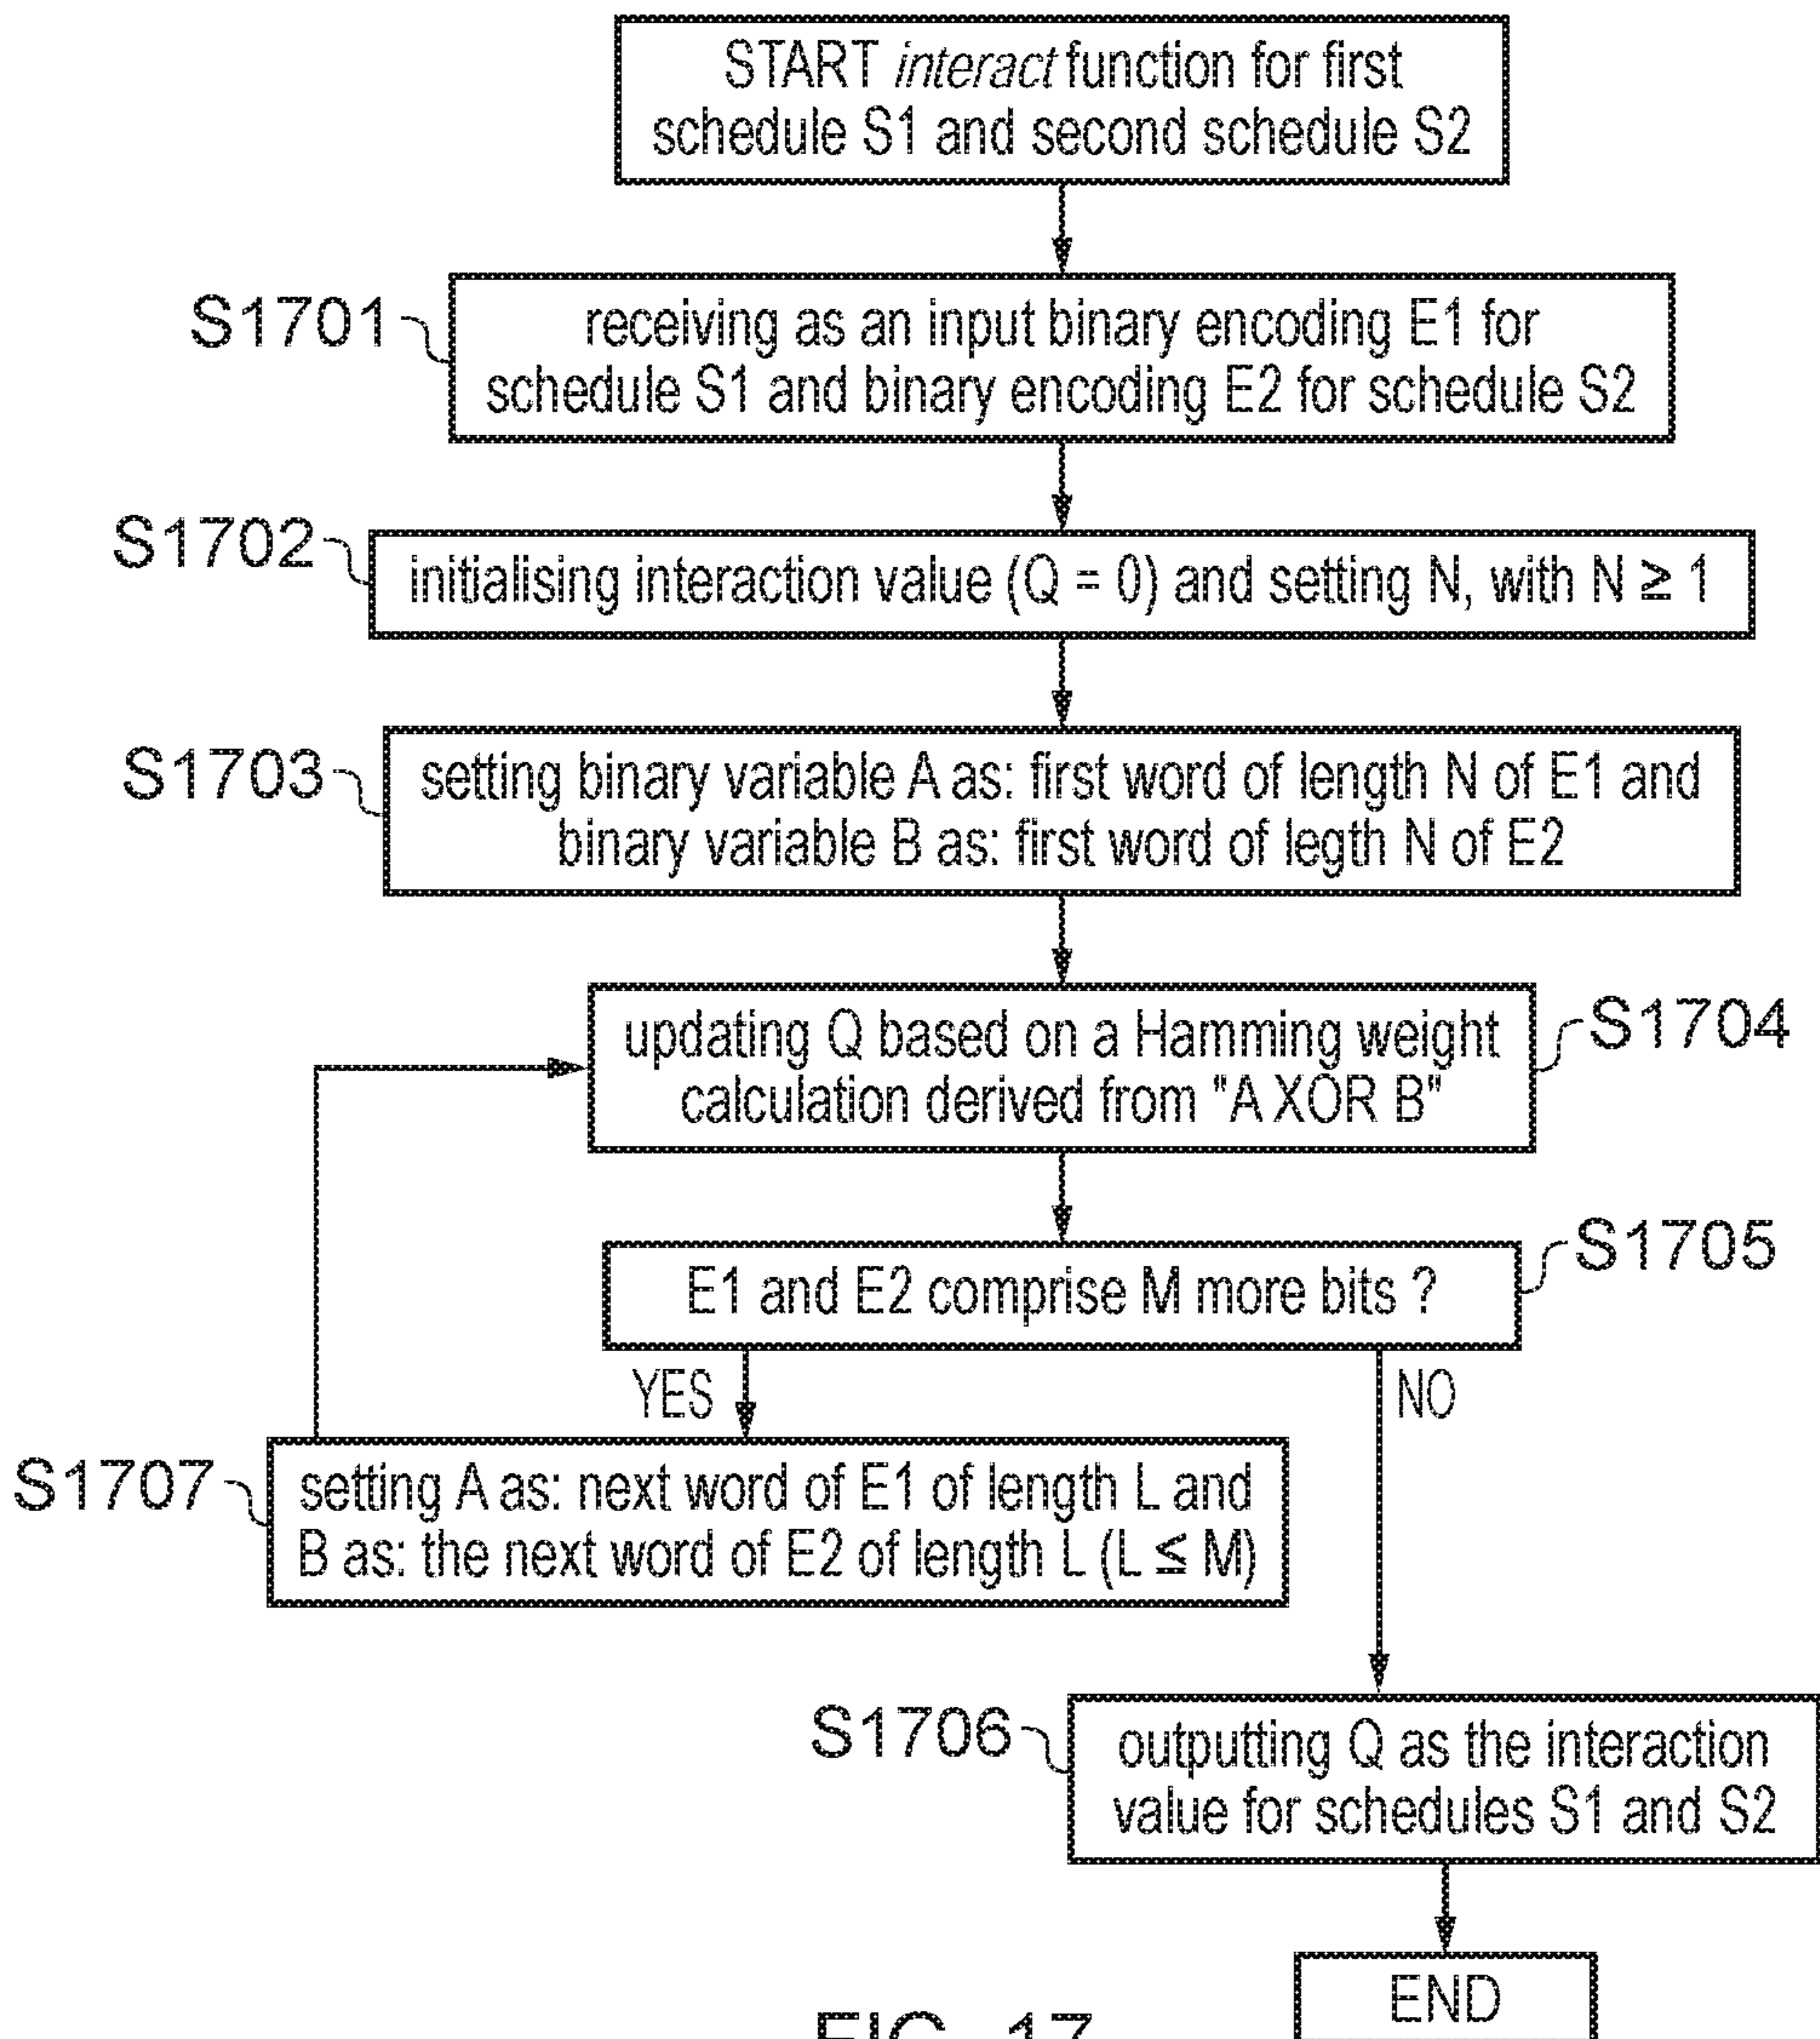 START interact function for first
schedule S1 and second schedule S2
S1701
receiving as an input binary encoding E1 for
schedule S1 and binary encoding E2 for schedule S2
S1702
initialising interaction value (Q = 0) and setting N, with N ≥ 1
S1703
setting binary variable A as: first word of length N of E1 and
binary variable B as: first word of legth N of E2
updating Q based on a Hamming weight
calculation derived from "A XOR B"
S1704
E1 and E2 comprise M more bits ?
S1705
YES
NO
S1707
setting A as: next word of E1 of length L and
B as: the next word of E2 of length L (L ≤ M)
S1706
outputting Q as the interaction
value for schedules S1 and S2
END
FIG. 17